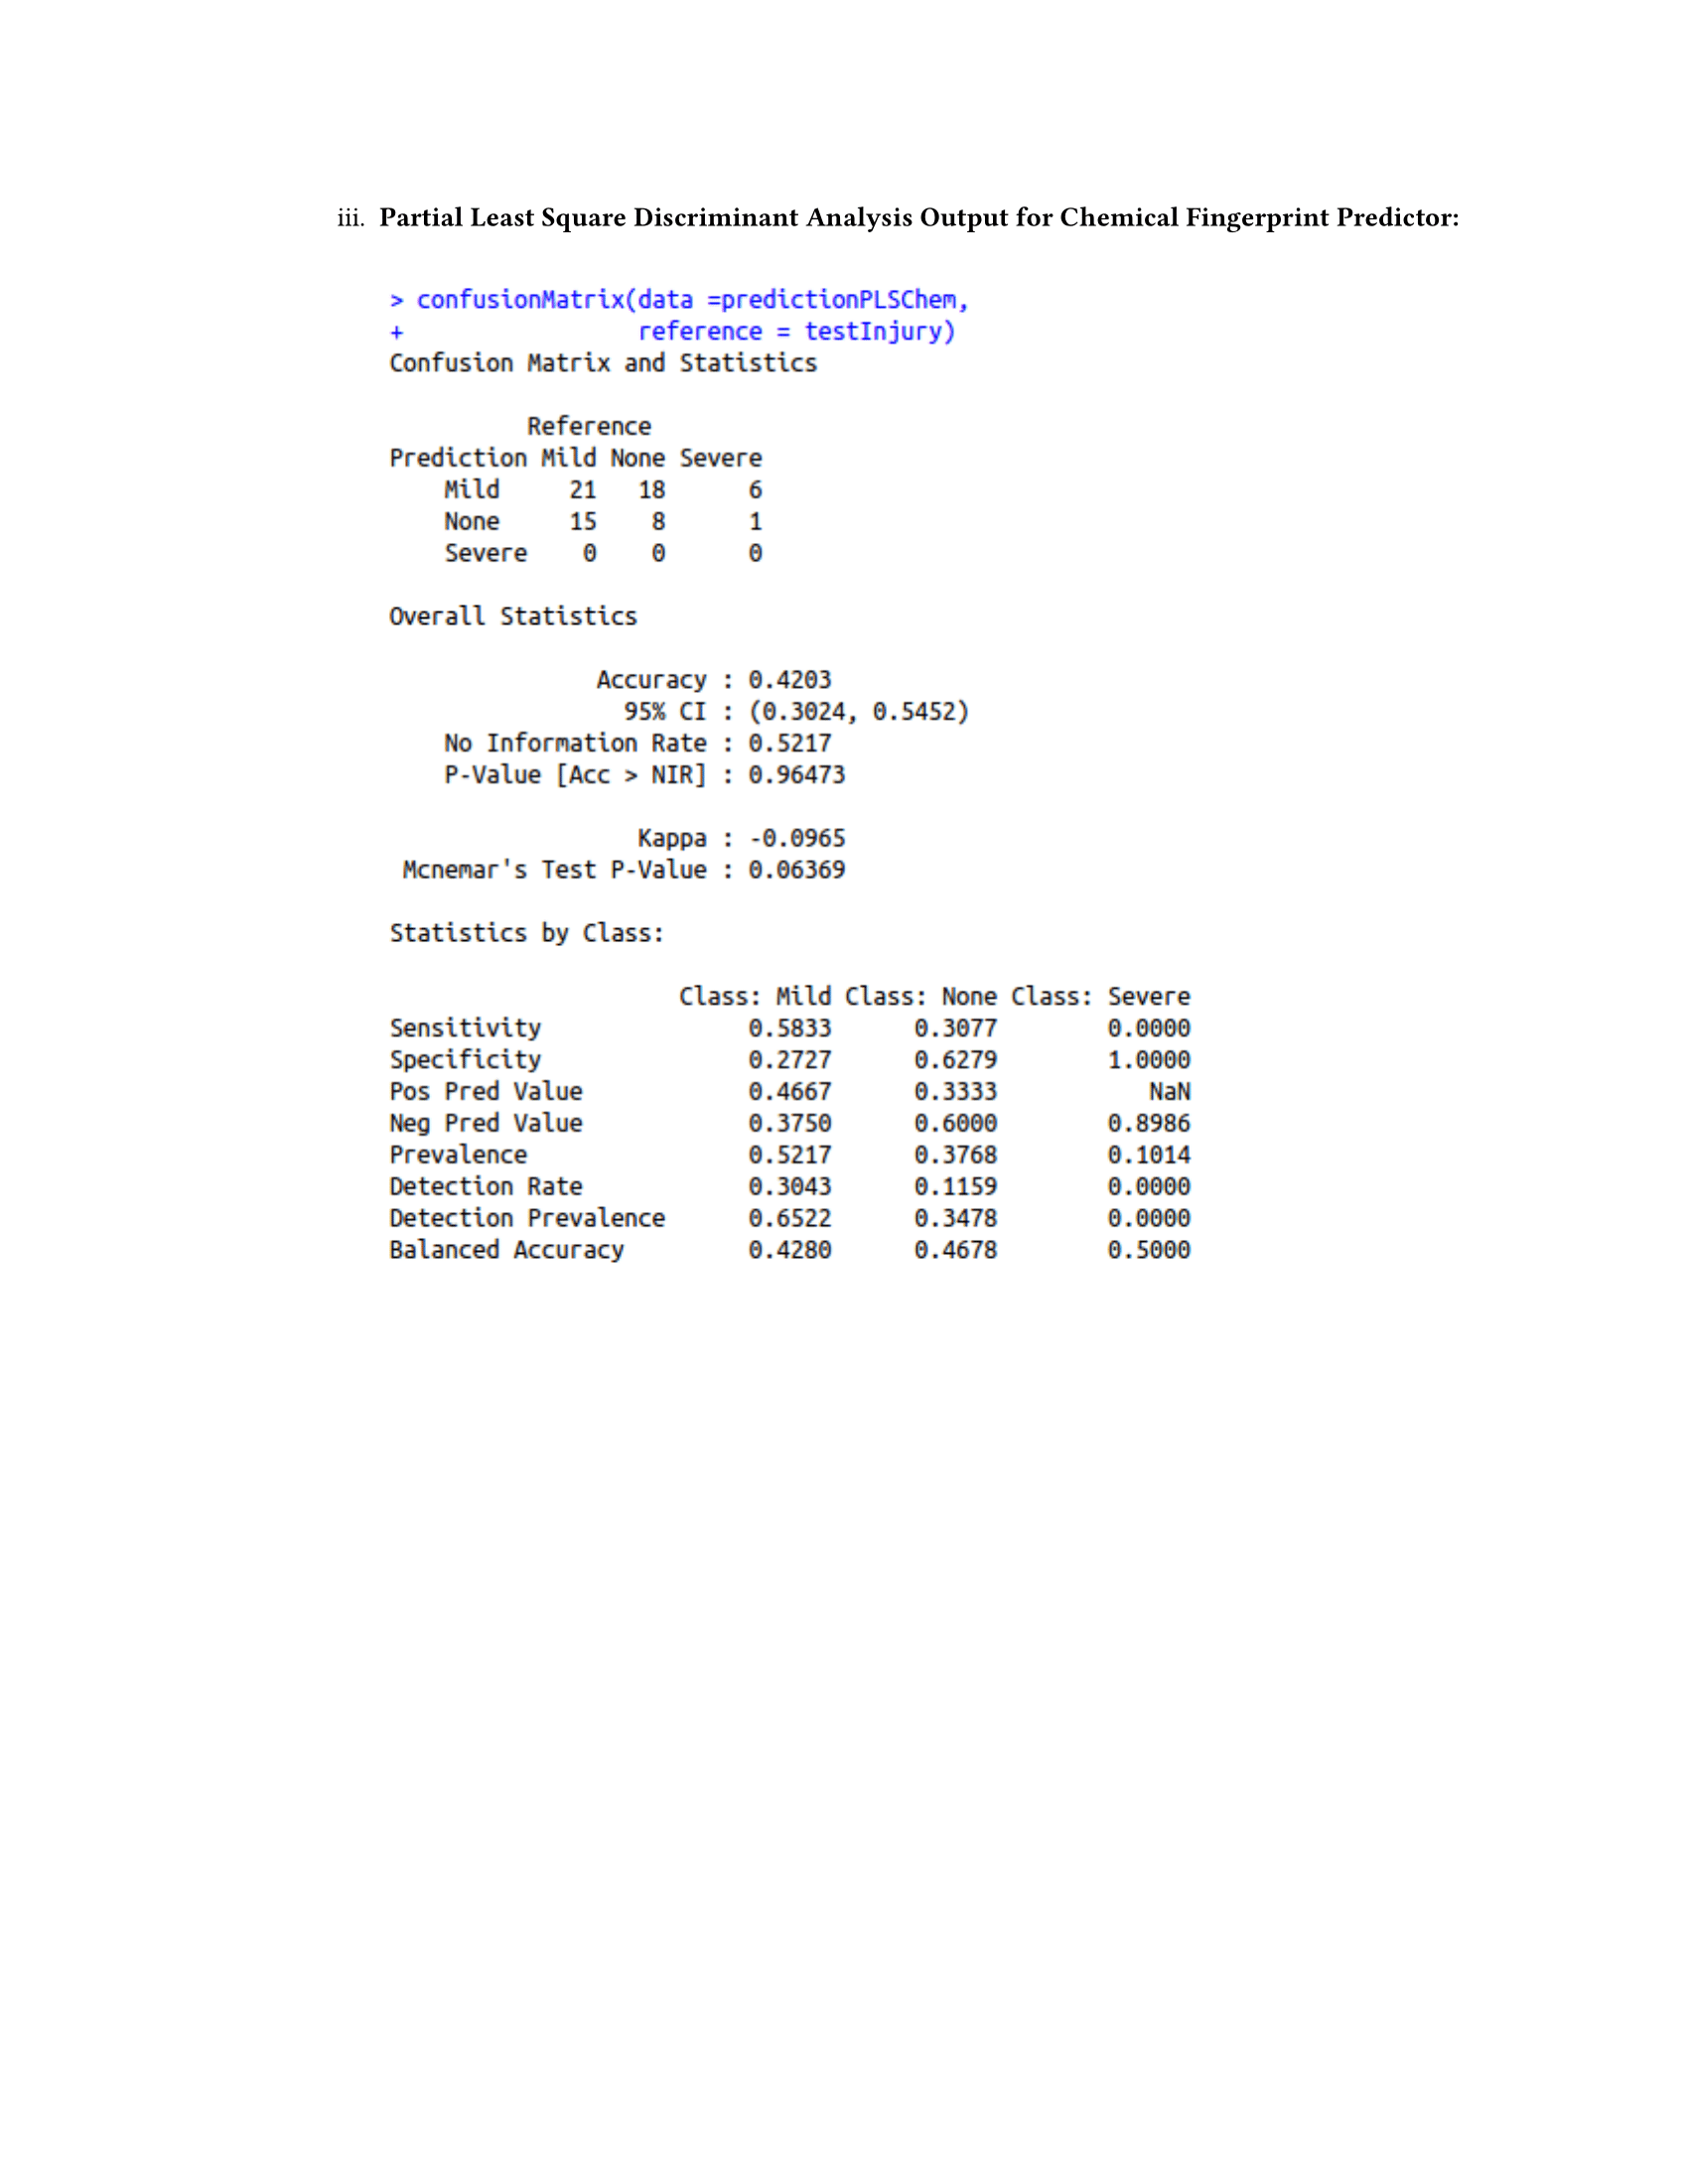 iii. Partial Least Square Discriminant Analysis Output for Chemical Fingerprint Predictor:
> confusionMatrix(data =predictionPLSChem,
+                 reference = testInjury)
Confusion Matrix and Statistics
          Reference
Prediction Mild None Severe
    Mild     21   18      6
    None     15    8      1
    Severe    0    0      0
Overall Statistics
               Accuracy : 0.4203
                 95% CI : (0.3024, 0.5452)
    No Information Rate : 0.5217
    P-Value [Acc > NIR] : 0.96473
                  Kappa : -0.0965
 Mcnemar's Test P-Value : 0.06369
Statistics by Class:
                     Class: Mild Class: None Class: Severe
Sensitivity               0.5833      0.3077        0.0000
Specificity               0.2727      0.6279        1.0000
Pos Pred Value            0.4667      0.3333           NaN
Neg Pred Value            0.3750      0.6000        0.8986
Prevalence                0.5217      0.3768        0.1014
Detection Rate            0.3043      0.1159        0.0000
Detection Prevalence      0.6522      0.3478        0.0000
Balanced Accuracy         0.4280      0.4678        0.5000